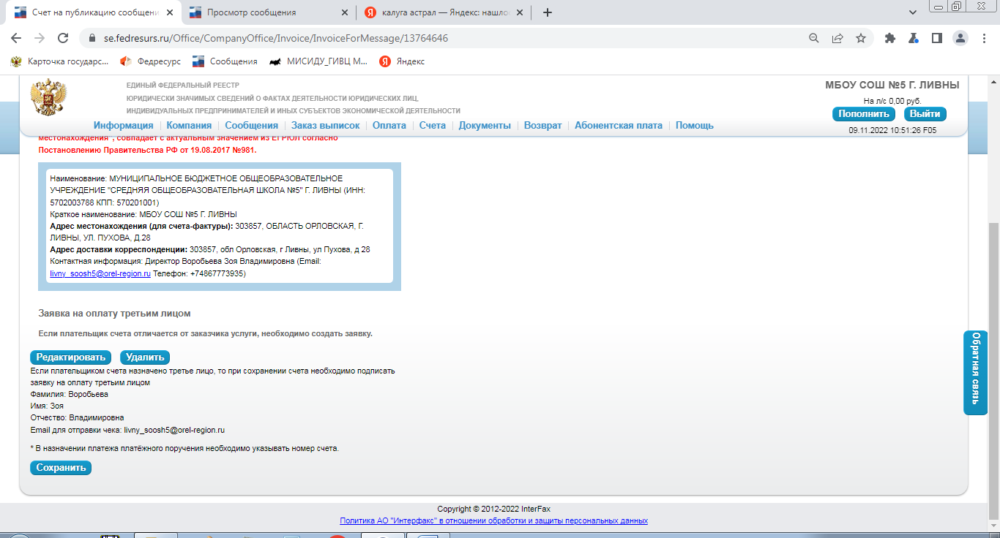 Счет на публикацию сообщени
Просмотр сообщения
калуга астрал — Яндекс: нашло
se.fedresurs.ru/Office/CompanyOffice/Invoice/InvoiceForMessage/13764646
Карточка государс...
Федресурс
Сообщения
МИСИДУ_ГИВЦ М...
Яндекс
ЕДИНЫЙ ФЕДЕРАЛЬНЫЙ РЕЕСТР
ЮРИДИЧЕСКИ ЗНАЧИМЫХ СВЕДЕНИЙ О ФАКТАХ ДЕЯТЕЛЬНОСТИ ЮРИДИЧЕСКИХ ЛИЦ,
ИНДИВИДУАЛЬНЫХ ПРЕДПРИНИМАТЕЛЕЙ И ИНЫХ СУБЪЕКТОВ ЭКОНОМИЧЕСКОЙ ДЕЯТЕЛЬНОСТИ
МБОУ СОШ №5 Г. ЛИВНЫ
На л/с 0,00 руб.
Пополнить Выйти
09.11.2022 10:51:26 F05
Информация Компания Сообщения Заказ выписок Оплата Счета Документы Возврат Абонентская плата Помощь
местонахождения", совпадает с актуальным значением из ЕГРЮЛ согласно
Постановлению Правительства РФ от 19.08.2017 №981.
Наименование: МУНИЦИПАЛЬНОЕ БЮДЖЕТНОЕ ОБЩЕОБРАЗОВАТЕЛЬНОЕ
УЧРЕЖДЕНИЕ "СРЕДНЯЯ ОБЩЕОБРАЗОВАТЕЛЬНАЯ ШКОЛА №5" Г. ЛИВНЫ (ИНН:
5702003788 КПП: 570201001)
Краткое наименование: МБОУ СОШ №5 Г. ЛИВНЫ
Адрес местонахождения (для счета-фактуры): 303857, ОБЛАСТЬ ОРЛОВСКАЯ, Г.
ЛИВНЫ, УЛ. ПУХОВА, Д.28
Адрес доставки корреспонденции: 303857, обл Орловская, г Ливны, ул Пухова, д 28
Контактная информация: Директор Воробьева Зоя Владимировна (Email:
livny_soosh5@orel-region.ru Телефон: +74867773935)
Заявка на оплату третьим лицом
Если плательщик счета отличается от заказчика услуги, необходимо создать заявку.
Редактировать Удалить
Если плательщиком счета назначено третье лицо, то при сохранении счета необходимо подписать
заявку на оплату третьим лицом
Фамилия: Воробьева
Имя: Зоя
Отчество: Владимировна
Email для отправки чека: livny_soosh5@orel-region.ru
* В назначении платежа платёжного поручения необходимо указывать номер счета.
Сохранить
Обратная связь
Copyright © 2012-2022 InterFax
Политика АО "Интерфакс" в отношении обработки и защиты персональных данных